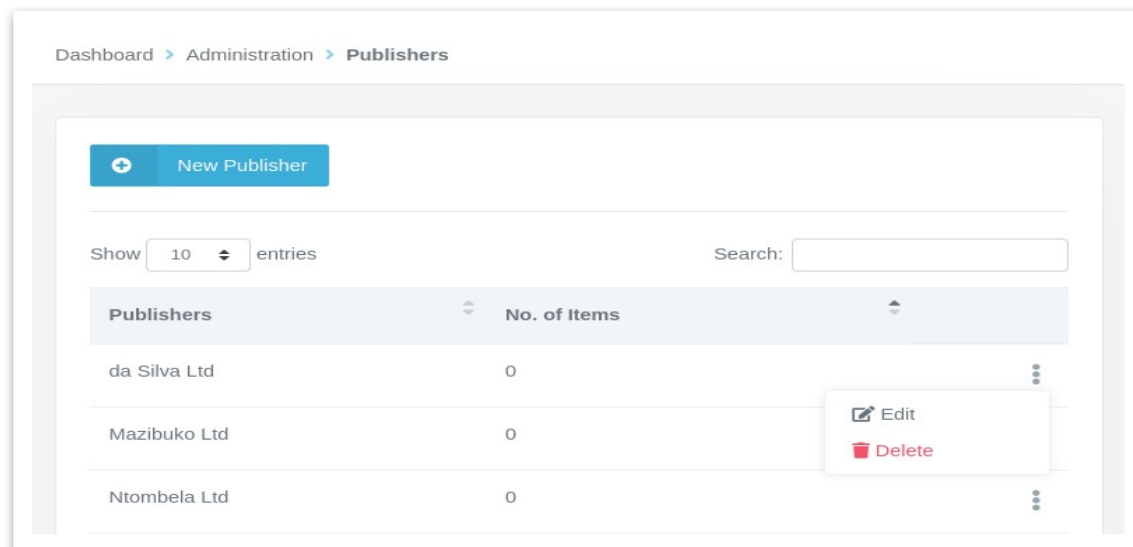 Dashboard > Administration > Publishers
New Publisher
Show 10 entries Search:
Publishers No. of Items
da Silva Ltd 0
Edit
Mazibuko Ltd 0
Delete
Ntombela Ltd 0